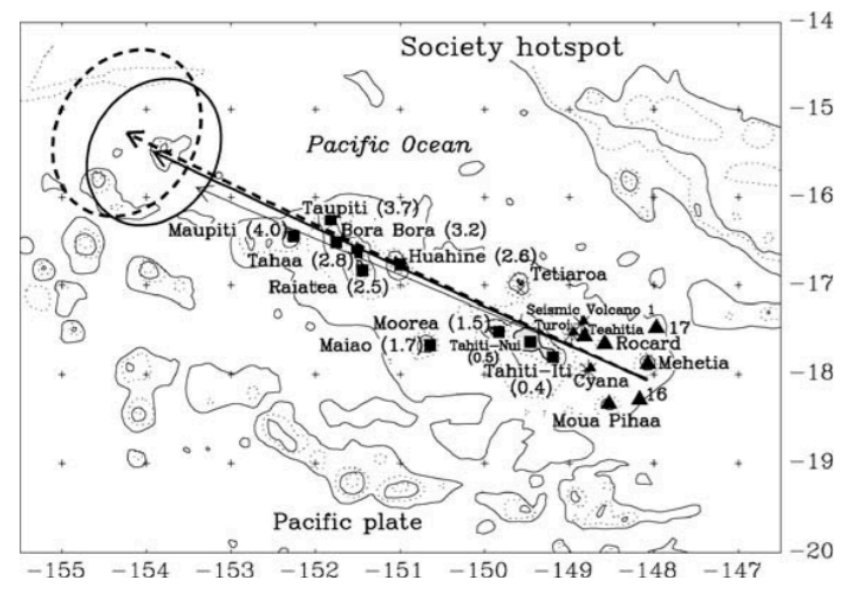 Society hotspot
-14
-15
Pacific Ocean
-16
Taupiti (3.7)
Maupiti (4.0)
Bora Bora (3.2)
Tahaa (2.8)
Huahine (2.6)
Raiatea (2.5)
Tetiaroa
-17
Seismic Volcano 1
Moorea (1.5)
Turoi
Teahitia
17
Maiao (1.7)
Tahiti-Nui
(0.5)
Rocard
Tahiti-Iti
(0.4)
Mehetia
Cyana
-18
16
Moua Pihaa
-19
Pacific plate
-20
-155 -154 -153 -152 -151 -150 -149 -148 -147